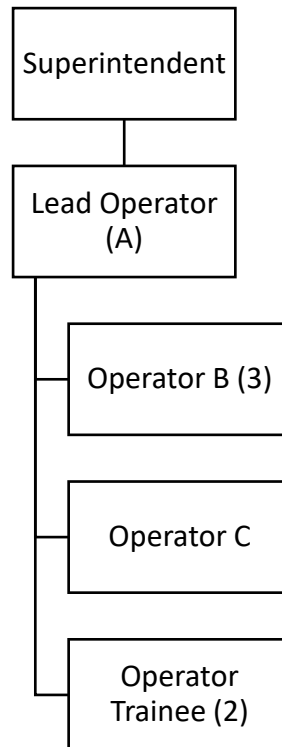 Superintendent
Lead Operator
(A)
Operator B (3)
Operator C
Operator
Trainee (2)